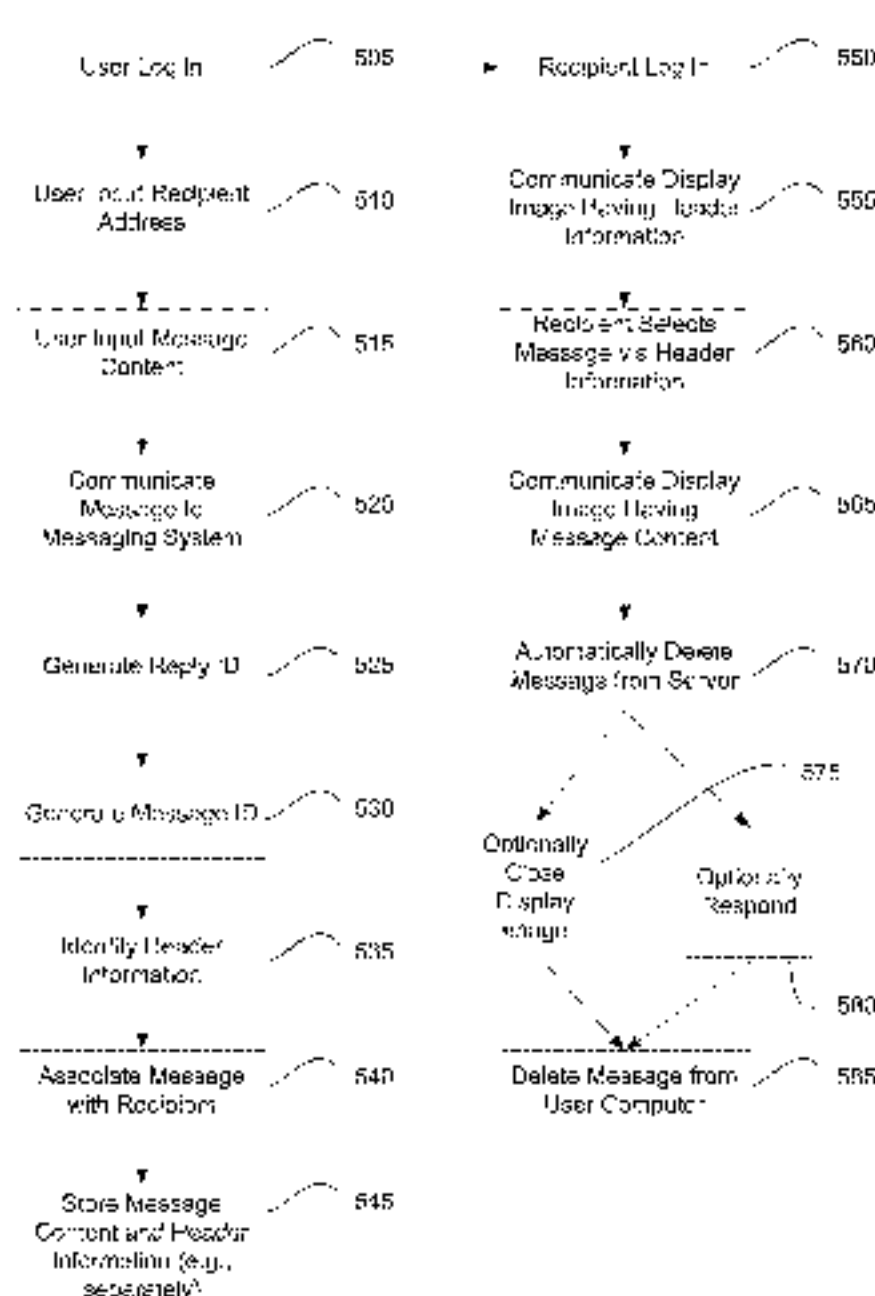 User Log In
505
User Input Recipient
Address
510
User Input Message
Content
515
Communicate
Message to
Messaging System
520
Generate Reply ID
525
Generate Message ID
530
Identify Header
Information
535
Associate Message
with Recipient
540
Store Message
Content and Header
Information (e.g.,
separately)
545
Recipient Log In
550
Communicate Display
Image Having Header
Information
555
Recipient Selects
Message via Header
Information
560
Communicate Display
Image Having
Message Content
565
Automatically Delete
Message from Server
570
Optionally
Close
Display
Image
575
Optionally
Respond
580
Delete Message from
User Computer
585